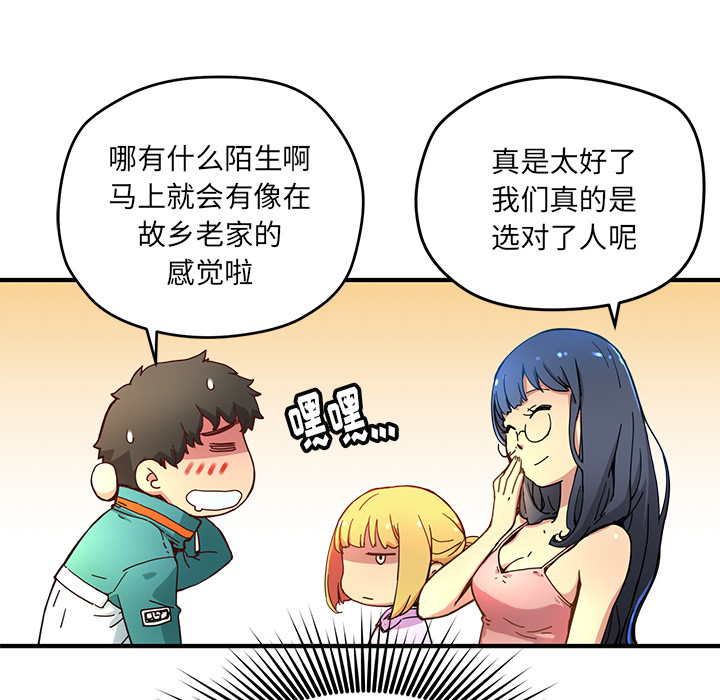 哪有什么陌生啊
马上就会有像在
故乡老家的
感觉啦
真是太好了
我们真的是
选对了人呢
嘿嘿...